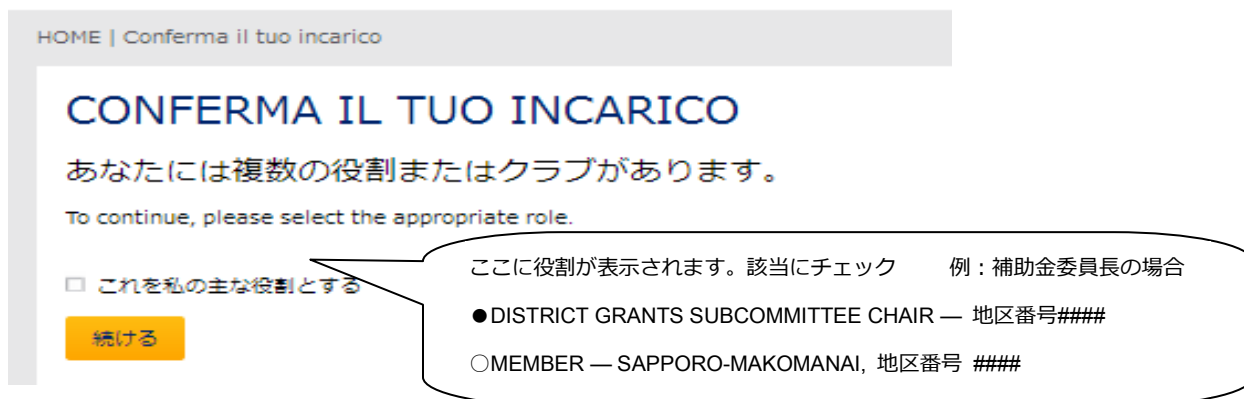 HOME | Conferma il tuo incarico
CONFERMA IL TUO INCARICO
あなたには複数の役割またはクラブがあります。
To continue, please select the appropriate role.
□ これを私の主な役割とする
続ける
ここに役割が表示されます。該当にチェック　　例：補助金委員長の場合
●DISTRICT GRANTS SUBCOMMITTEE CHAIR — 地区番号####
○MEMBER — SAPPORO-MAKOMANAI, 地区番号 ####